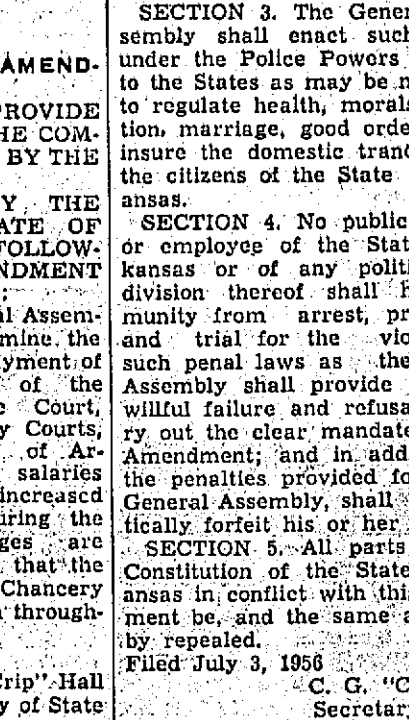 AMEND-
PROVIDE
HE COM-
BY THE
Y THE
ATE OF
FOLLOW-
NDMENT
;
al Assem-
mine the
yment of
of the
Court,
y Courts,
of Ar-
salaries
increased
uring the
ges are
that the
Chancery
through-
Crip" Hall
y of State
SECTION 3. The Gener
sembly shall enact such
under the Police Powers
to the States as may be n
to regulate health, morals
tion, marriage, good orde
insure the domestic tranq
the citizens of the State
ansas.
SECTION 4. No public
or employee of the Stat
kansas or of any politi
division thereof shall h
munity from arrest, pr
and trial for the vio
such penal laws as the
Assembly shall provide
willful failure and refusa
ry out the clear mandate
Amendment; and in add
the penalties provided fo
General Assembly, shall
tically forfeit his or her
SECTION 5. All parts
Constitution of the State
ansas in conflict with thi
ment be, and the same a
by repealed.
Filed July 3, 1956
C. G. "C
Secretar